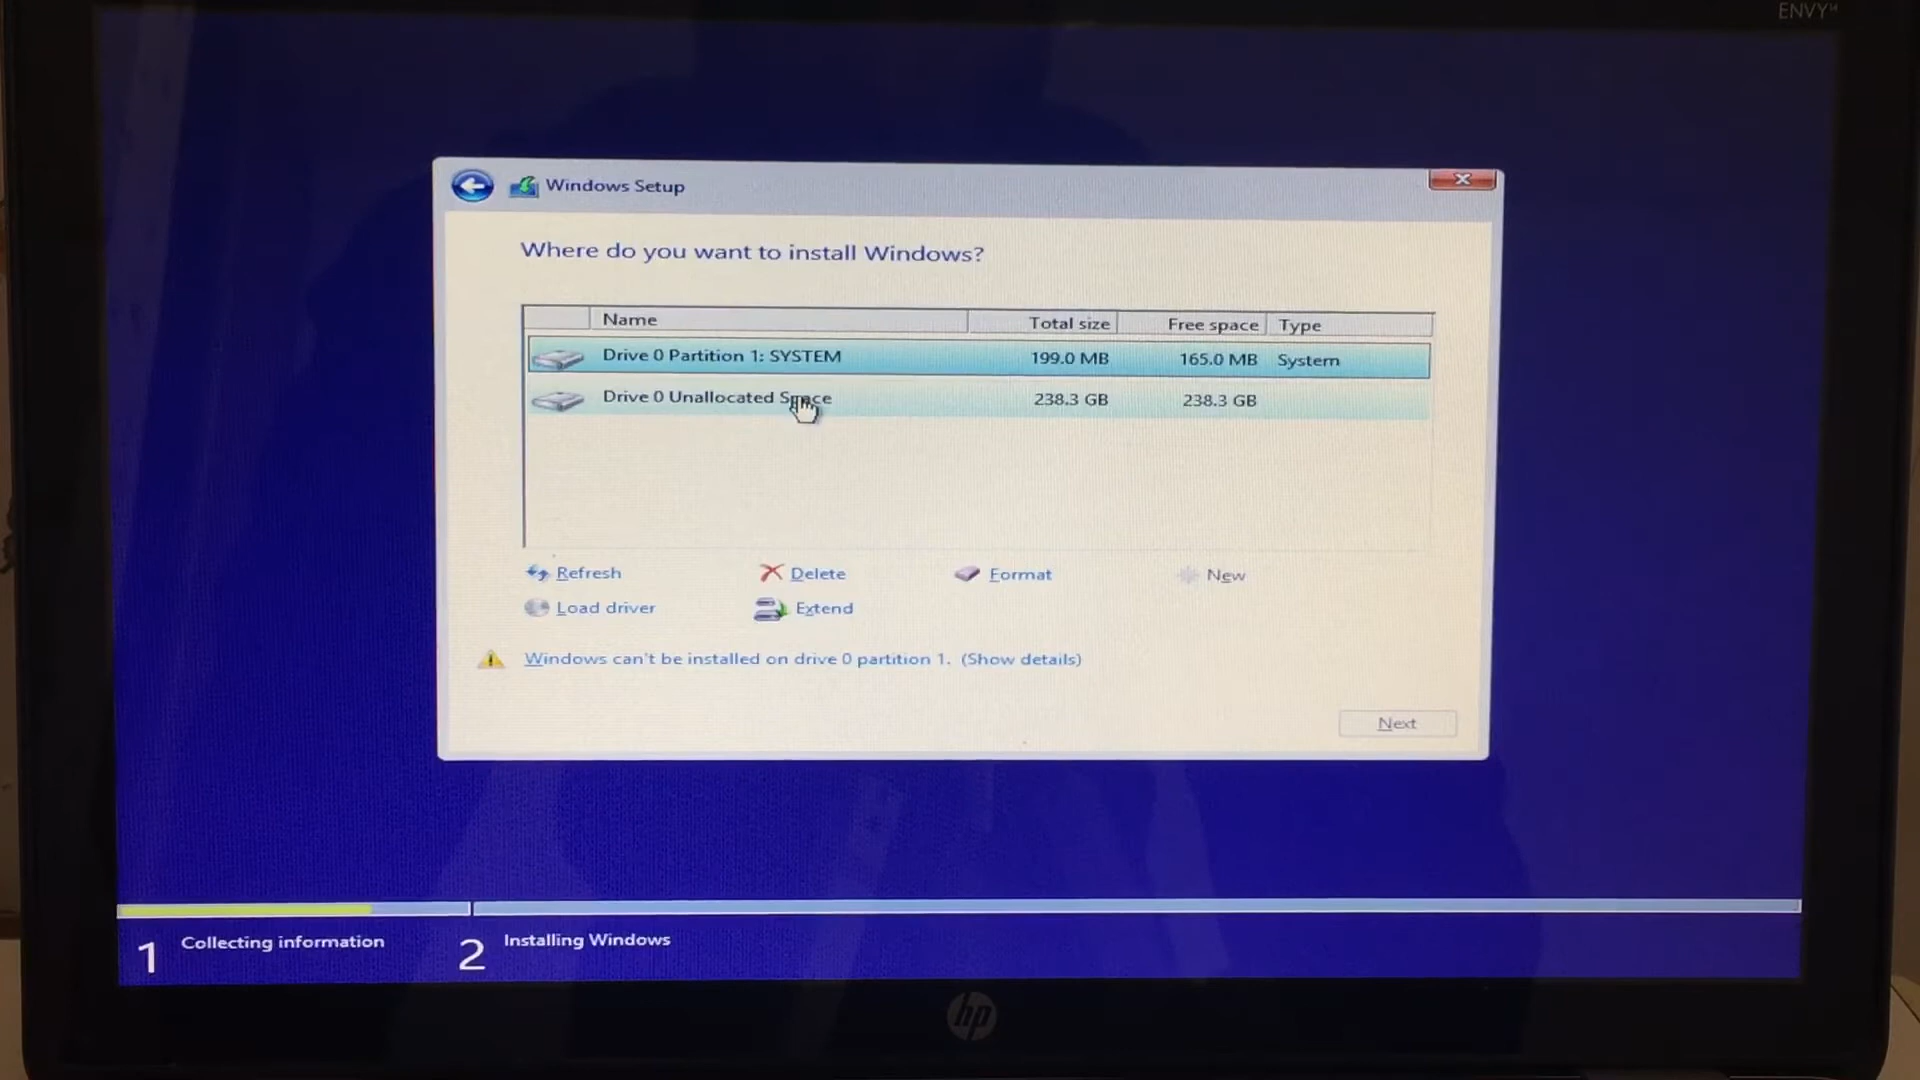 ENVY
Windows Setup
Where do you want to install Windows?
Name Total size Free space Type
Drive 0 Partition 1: SYSTEM 199.0 MB 165.0 MB System
Drive 0 Unallocated Space 238.3 GB 238.3 GB
Refresh Delete Format New
Load driver Extend
Windows can't be installed on drive 0 partition 1. (Show details)
Next
1 Collecting information 2 Installing Windows
hp